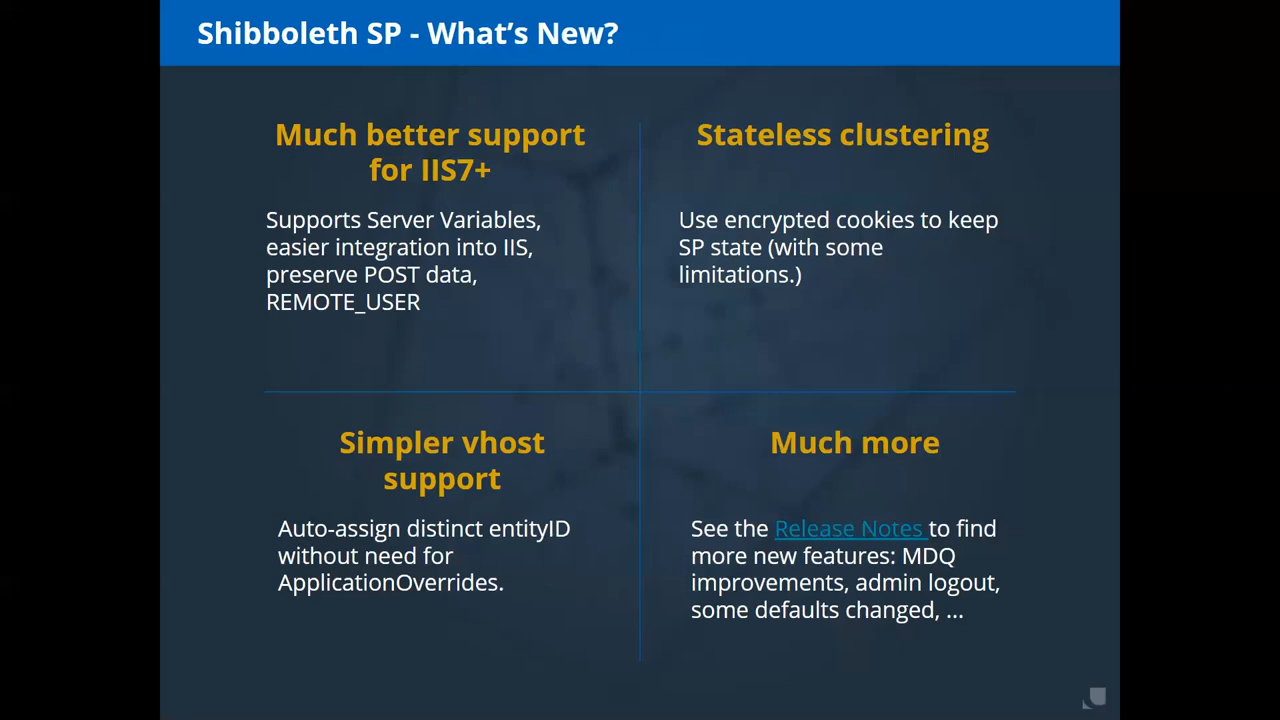 Shibboleth SP - What's New?
Much better support
for IIS7+
Supports Server Variables,
easier integration into IIS,
preserve POST data,
REMOTE_USER
Stateless clustering
Use encrypted cookies to keep
SP state (with some
limitations.)
Simpler vhost
support
Auto-assign distinct entityID
without need for
ApplicationOverrides.
Much more
See the Release Notes to find
more new features: MDQ
improvements, admin logout,
some defaults changed, ...